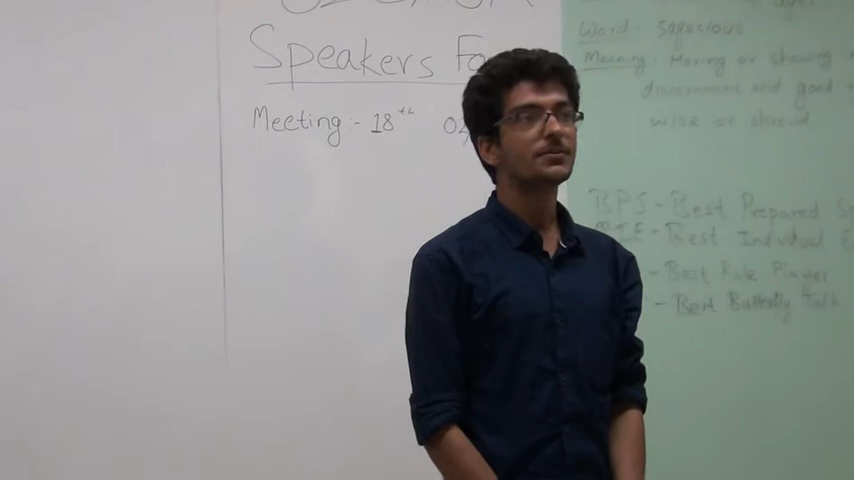 Speakers Fo
Meeting:- 18th
Word - sagacious
Meaning - Having or showing
discernment and good
wise or shrewd
BPS - Best Prepared S
Best Individual E
- Best Role Player
- Best Butterfly Talk